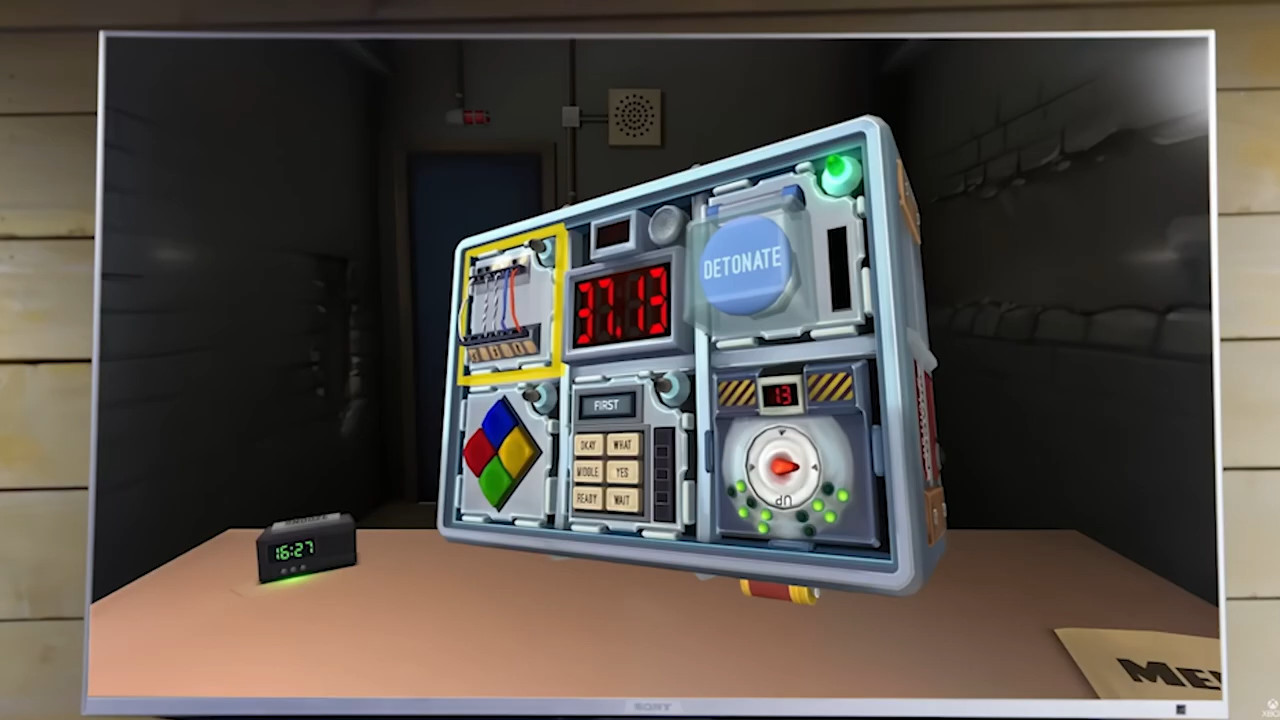 DETONATE
37.13
FIRST
13
OKAY WHAT
MIDDLE YES
READY WAIT
UP
16:27
SONY